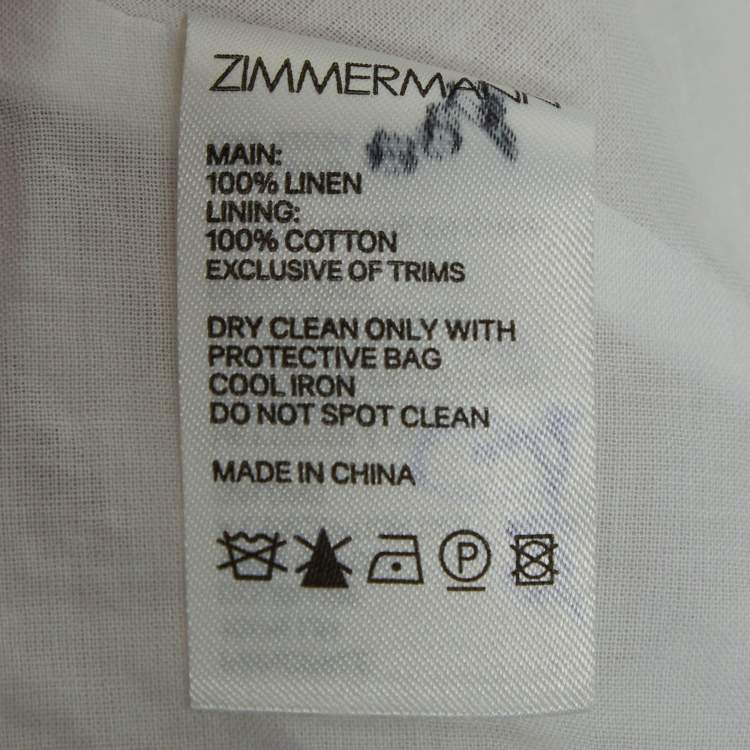 ZIMMERMANN
MAIN:
100% LINEN
LINING:
100% COTTON
EXCLUSIVE OF TRIMS
DRY CLEAN ONLY WITH
PROTECTIVE BAG
COOL IRON
DO NOT SPOT CLEAN
MADE IN CHINA
P